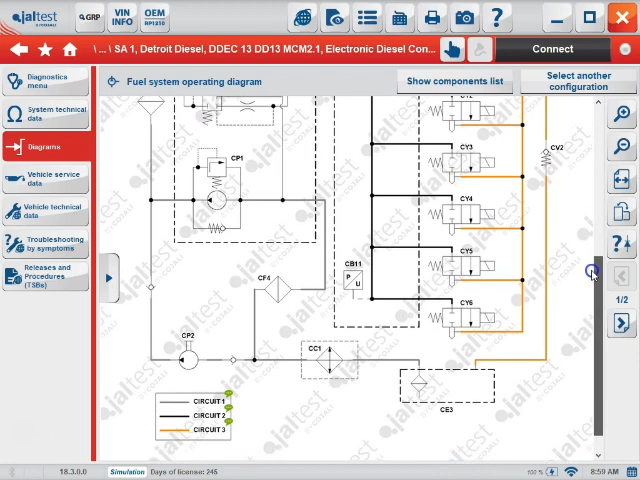 jaltest
by COJALI
GRP
VIN
INFO
OEM
RP1210
?
\ ... \ SA 1, Detroit Diesel, DDEC 13 DD13 MCM2.1, Electronic Diesel Con...
Connect
Diagnostics
menu
System technical
data
Diagrams
Vehicle service
data
Vehicle technical
data
Troubleshooting
by symptoms
Releases and
Procedures
(TSBs)
Fuel system operating diagram
Show components list
Select another
configuration
CY3
CV2
CP1
CY4
CY5
CB11
P
U
CF4
CY6
CP2
CC1
CE3
CIRCUIT 1
CIRCUIT 2
CIRCUIT 3
1/2
18.3.0.0
Simulation
Days of license: 245
100 %
8:59 AM